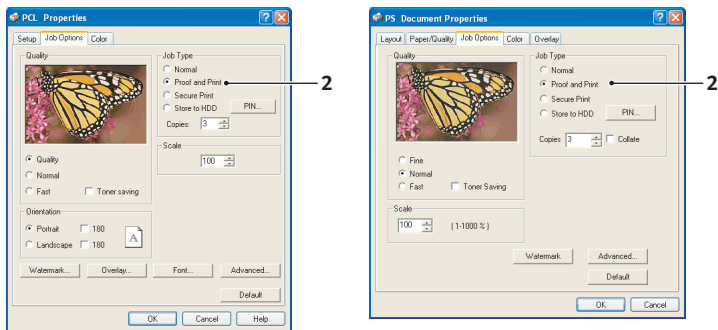 PCL Properties
Setup Job Options Color
Quality
Job Type
Normal
Proof and Print
2
Secure Print
Store to HDD PIN...
Copies: 3
Scale
100
Quality
Normal
Fast Toner saving
Orientation
Portrait 180
Landscape 180
A
Watermark... Overlay... Font... Advanced...
Default
OK Cancel Help
PS Document Properties
Layout Paper/Quality Job Options Color Overlay
Quality
Job Type
Normal
Proof and Print
2
Secure Print
Store to HDD PIN...
Copies 3 Collate
Fine
Normal
Fast Toner Saving
Scale
100 (1-1000 %)
Watermark Advanced...
Default
OK Cancel